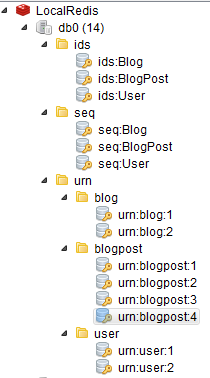 LocalRedis
db0 (14)
ids
ids:Blog
ids:BlogPost
ids:User
seq
seq:Blog
seq:BlogPost
seq:User
urn
blog
urn:blog:1
urn:blog:2
blogpost
urn:blogpost:1
urn:blogpost:2
urn:blogpost:3
urn:blogpost:4
user
urn:user:1
urn:user:2